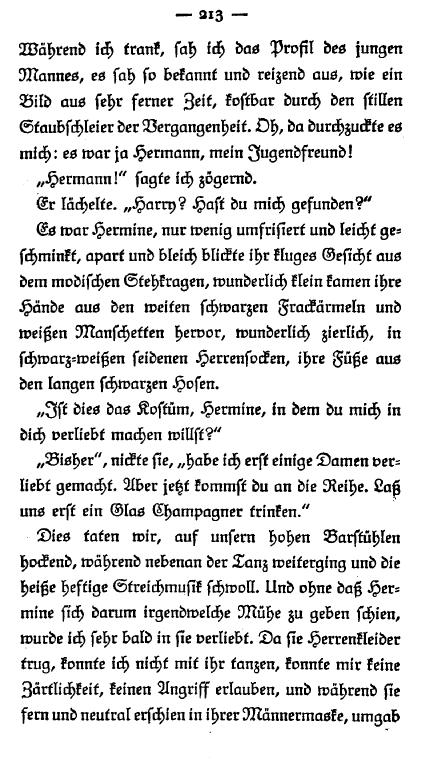 — 213 —
Während ich trank, sah ich das Profil des jungen
Mannes, es sah so bekannt und reizend aus, wie ein
Bild aus sehr ferner Zeit, kostbar durch den stillen
Staubschleier der Vergangenheit. Oh, da durchzuckte es
mich: es war ja Hermann, mein Jugendfreund!
„Hermann!“ sagte ich zögernd.
Er lächelte. „Harry? Hast du mich gefunden?“
Es war Hermine, nur wenig umfrisiert und leicht ge-
schminkt, apart und bleich blickte ihr kluges Gesicht aus
dem modischen Stehkragen, wunderlich klein kamen ihre
Hände aus den weiten schwarzen Frackärmeln und
weißen Manschetten hervor, wunderlich zierlich, in
schwarz-weißen seidenen Herrensocken, ihre Füße aus
den langen schwarzen Hosen.
„Ist dies das Kostüm, Hermine, in dem du mich in
dich verliebt machen willst?“
„Bisher“, nickte sie, „habe ich erst einige Damen ver-
liebt gemacht. Aber jetzt kommst du an die Reihe. Laß
uns erst ein Glas Champagner trinken.“
Dies taten wir, auf unsern hohen Barstühlen
hockend, während nebenan der Tanz weiterging und die
heiße heftige Streichmusik schwoll. Und ohne daß Her-
mine sich darum irgendwelche Mühe zu geben schien,
wurde ich sehr bald in sie verliebt. Da sie Herrenkleider
trug, konnte ich nicht mit ihr tanzen, konnte mir keine
Zärtlichkeit, keinen Angriff erlauben, und während sie
fern und neutral erschien in ihrer Männermaske, umgab